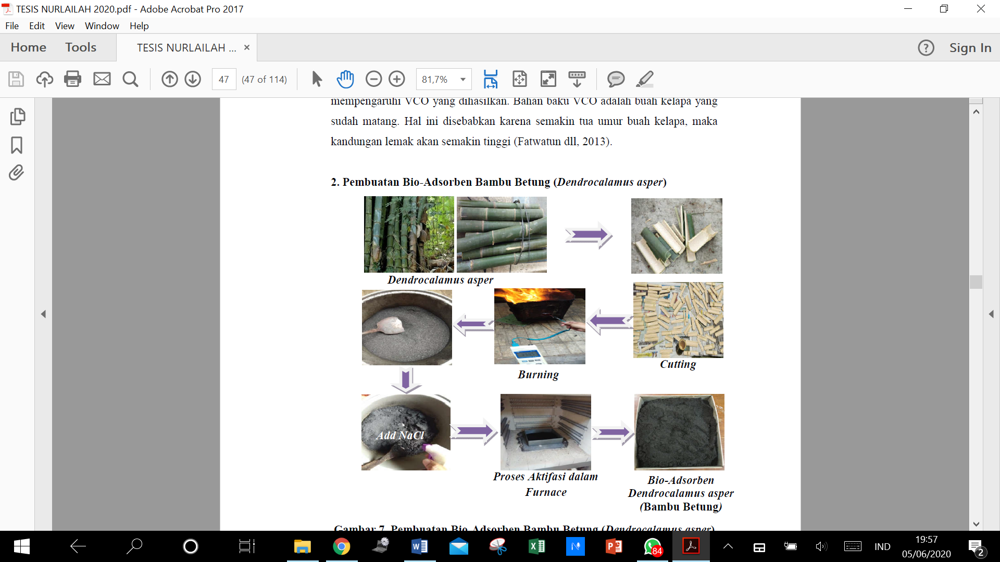 TESIS NURLAILAH 2020.pdf - Adobe Acrobat Pro 2017
File Edit View Window Help
Home Tools TESIS NURLAILAH ... × ? Sign In
47 (47 of 114) 81,7%
mempengaruhi VCO yang dihasilkan. Bahan baku VCO adalah buah kelapa yang
sudah matang. Hal ini disebabkan karena semakin tua umur buah kelapa, maka
kandungan lemak akan semakin tinggi (Fatwatun dll, 2013).
2. Pembuatan Bio-Adsorben Bambu Betung (Dendrocalamus asper)
Dendrocalamus asper
Cutting
Burning
Add NaCl
Proses Aktifasi dalam
Furnace
Bio-Adsorben
Dendrocalamus asper
(Bambu Betung)
Gambar 7. Pembuatan Bio-Adsorben Bambu Betung (Dendrocalamus asper)
84
IND
19:57
05/06/2020
2